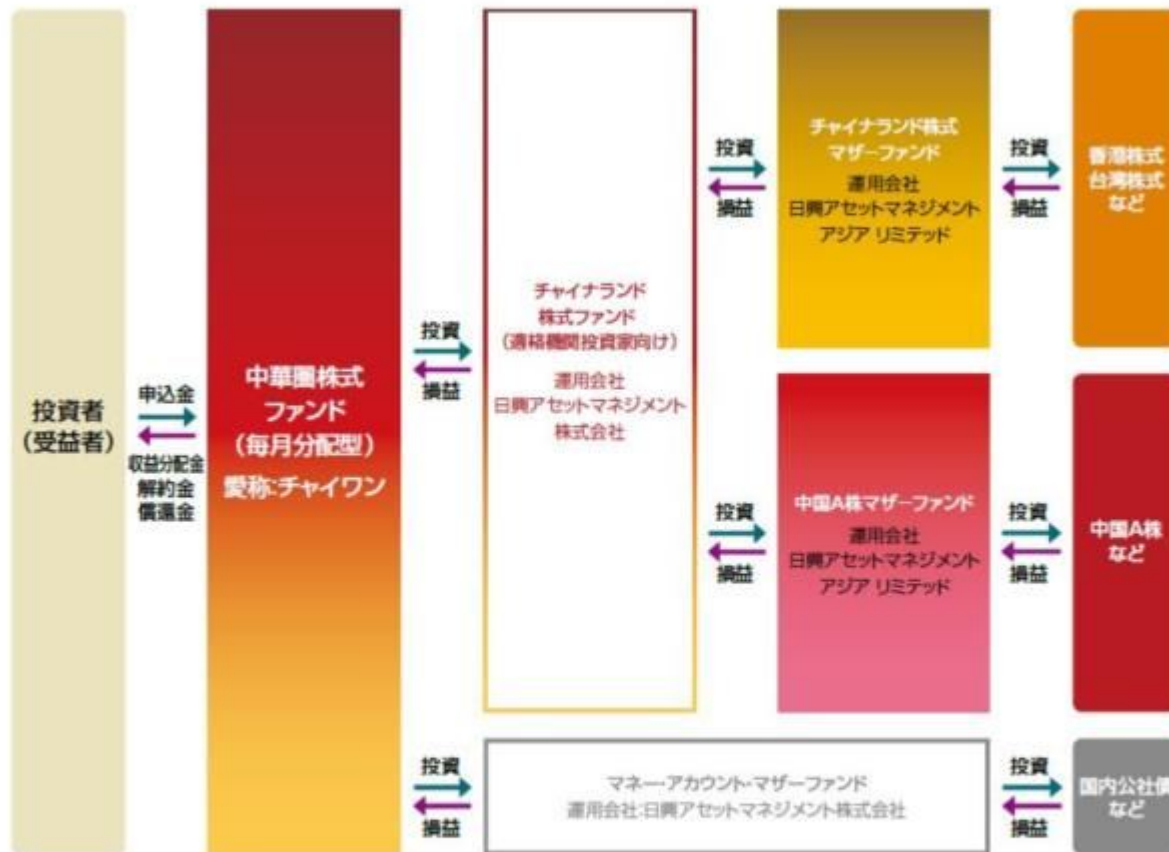 投資者
（受益者）
申込金
収益分配金
解約金
償還金
中華圏株式
ファンド
（毎月分配型）
愛称:チャイワン
投資
損益
チャイナランド
株式ファンド
（適格機関投資家向け）
運用会社
日興アセットマネジメント
株式会社
投資
損益
チャイナランド株式
マザーファンド
運用会社
日興アセットマネジメント
アジア リミテッド
投資
損益
香港株式
台湾株式
など
投資
損益
中国A株マザーファンド
運用会社
日興アセットマネジメント
アジア リミテッド
投資
損益
中国A株
など
投資
損益
マネー・アカウント・マザーファンド
運用会社:日興アセットマネジメント株式会社
投資
損益
国内公社債
など